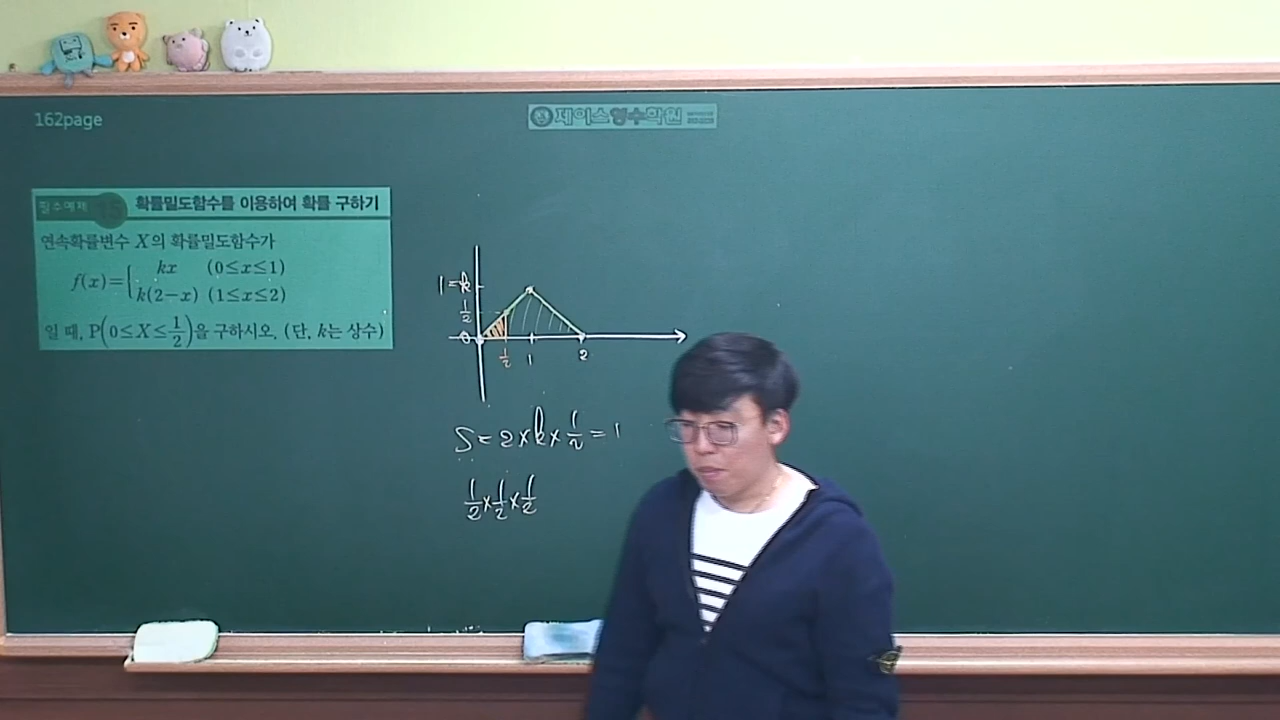 162page
제이스영수학원
필수예제 15 확률밀도함수를 이용하여 확률 구하기
연속확률변수 X의 확률밀도함수가
f(x)={ kx (0≤x≤1)
k(2-x) (1≤x≤2)
일 때, P(0≤X≤1/2)을 구하시오. (단, k는 상수)
1=k
1/2
0
1/2 1 2
S = 2×k×1/2 = 1
1/2×1/2×1/2